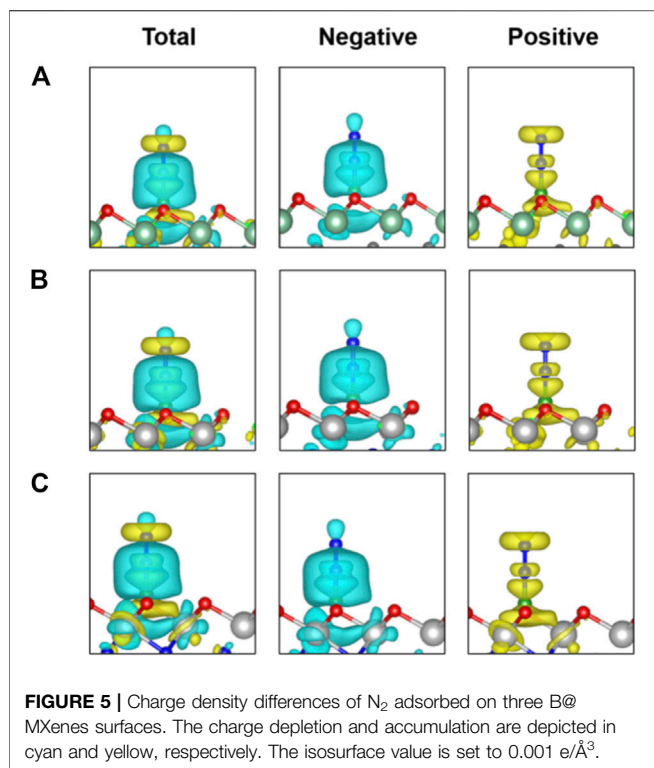 Total Negative Positive
A
B
C
FIGURE 5 | Charge density differences of N₂ adsorbed on three B@
MXenes surfaces. The charge depletion and accumulation are depicted in
cyan and yellow, respectively. The isosurface value is set to 0.001 e/Å³.